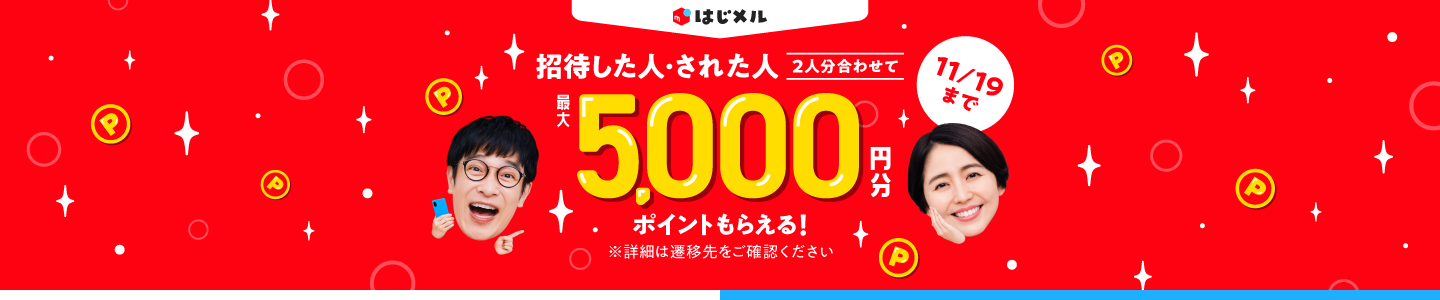 はじメル
招待した人・された人 2人分合わせて
11/19
まで
最大
5,000
円分
ポイントもらえる!
※詳細は遷移先をご確認ください
P
P
P
P
P
P